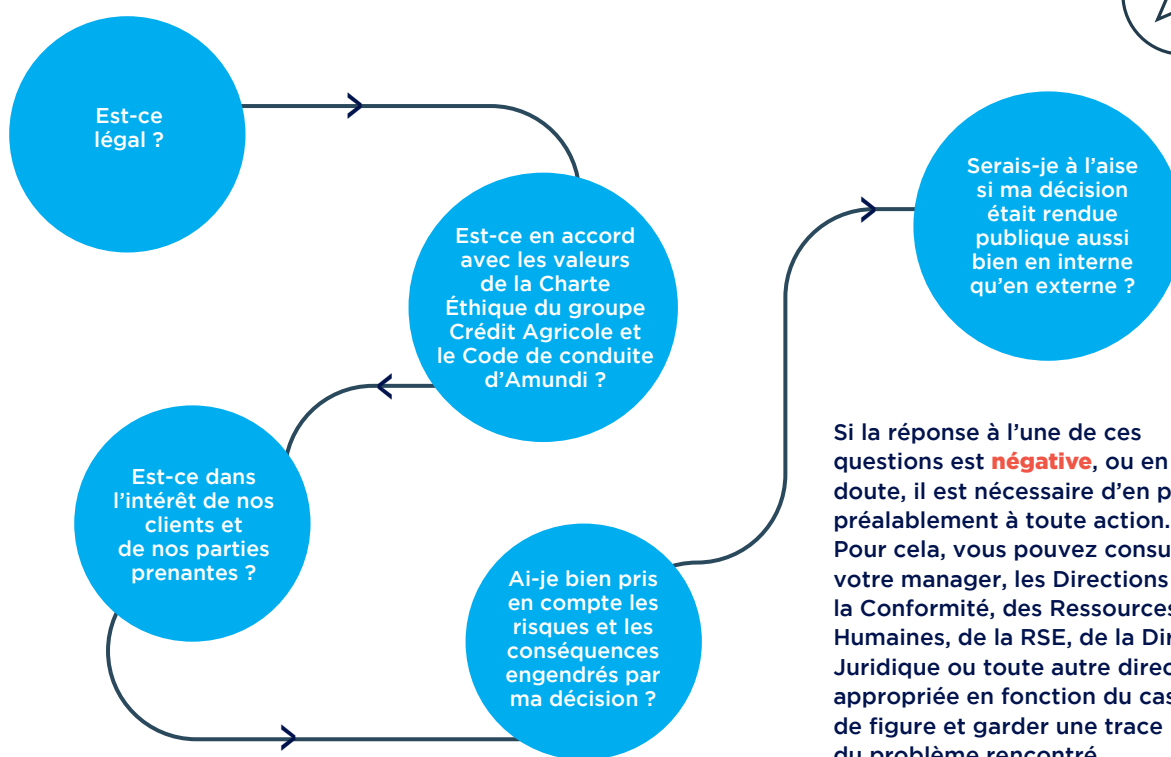 Est-ce
légal ?
Est-ce en accord
avec les valeurs
de la Charte
Éthique du groupe
Crédit Agricole et
le Code de conduite
d'Amundi ?
Est-ce dans
l'intérêt de nos
clients et
de nos parties
prenantes ?
Ai-je bien pris
en compte les
risques et les
conséquences
engendrés par
ma décision ?
Serais-je à l'aise
si ma décision
était rendue
publique aussi
bien en interne
qu'en externe ?
Si la réponse à l'une de ces
questions est négative, ou en
doute, il est nécessaire d'en
préalablement à toute action.
Pour cela, vous pouvez
votre manager, les Directions
la Conformité, des Ressources
Humaines, de la RSE, de la
Juridique ou toute autre
appropriée en fonction du cas
de figure et garder une trace
du problème rencontré